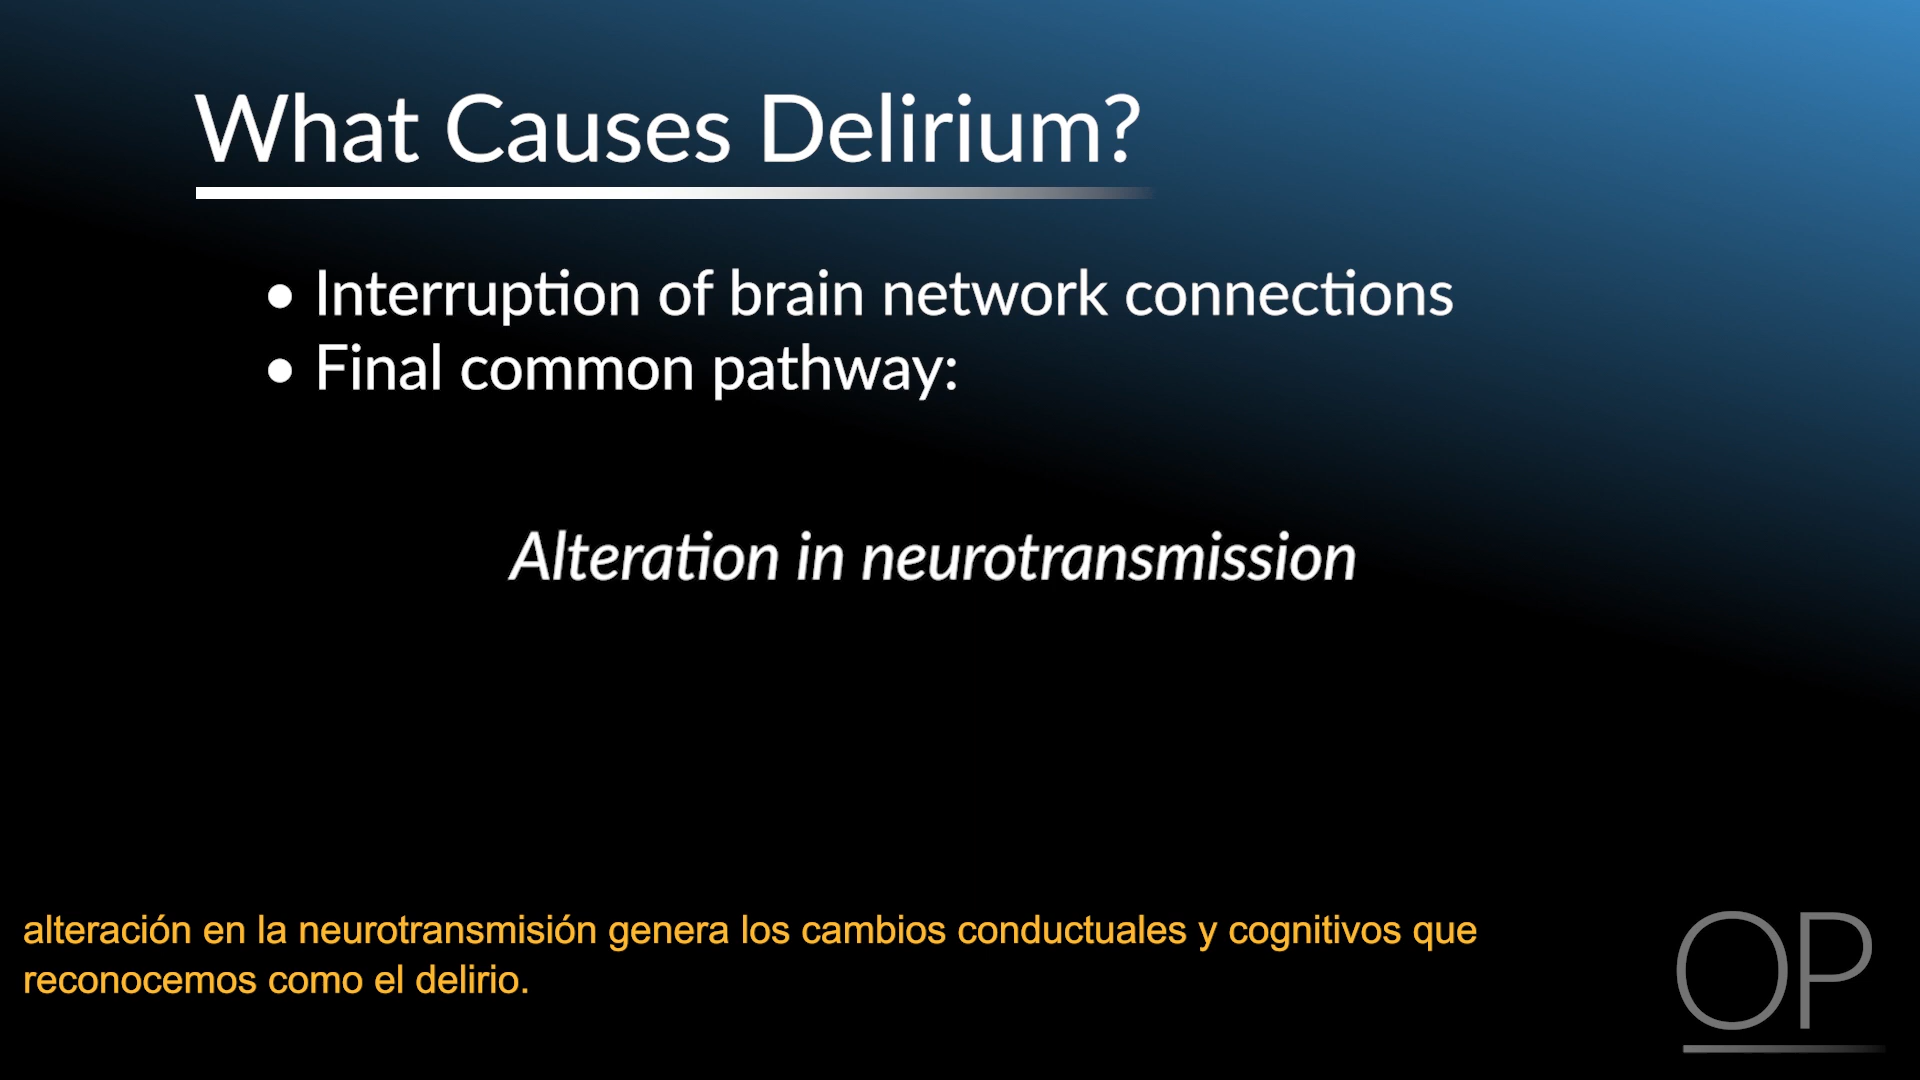 What Causes Delirium?
• Interruption of brain network connections
• Final common pathway:
Alteration in neurotransmission
alteración en la neurotransmisión genera los cambios conductuales y cognitivos que
reconocemos como el delirio.
OP